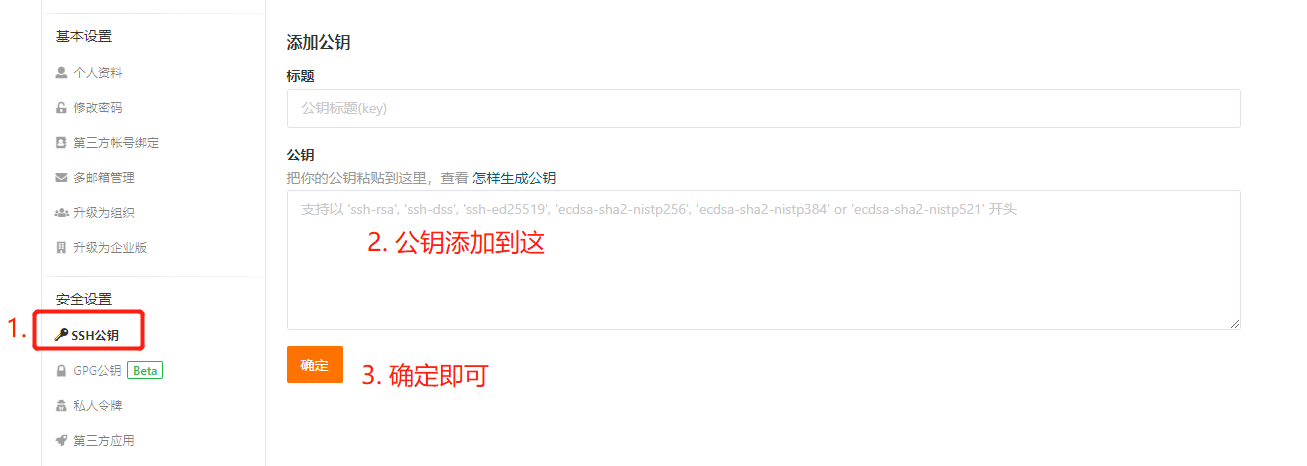 基本设置
个人资料
修改密码
第三方帐号绑定
多邮箱管理
升级为组织
升级为企业版
安全设置
1.
SSH公钥
GPG公钥 Beta
私人令牌
第三方应用
添加公钥
标题
公钥标题(key)
公钥
把你的公钥粘贴到这里，查看 怎样生成公钥
支持以 'ssh-rsa', 'ssh-dss', 'ssh-ed25519', 'ecdsa-sha2-nistp256', 'ecdsa-sha2-nistp384' or 'ecdsa-sha2-nistp521' 开头
2. 公钥添加到这
确定
3. 确定即可